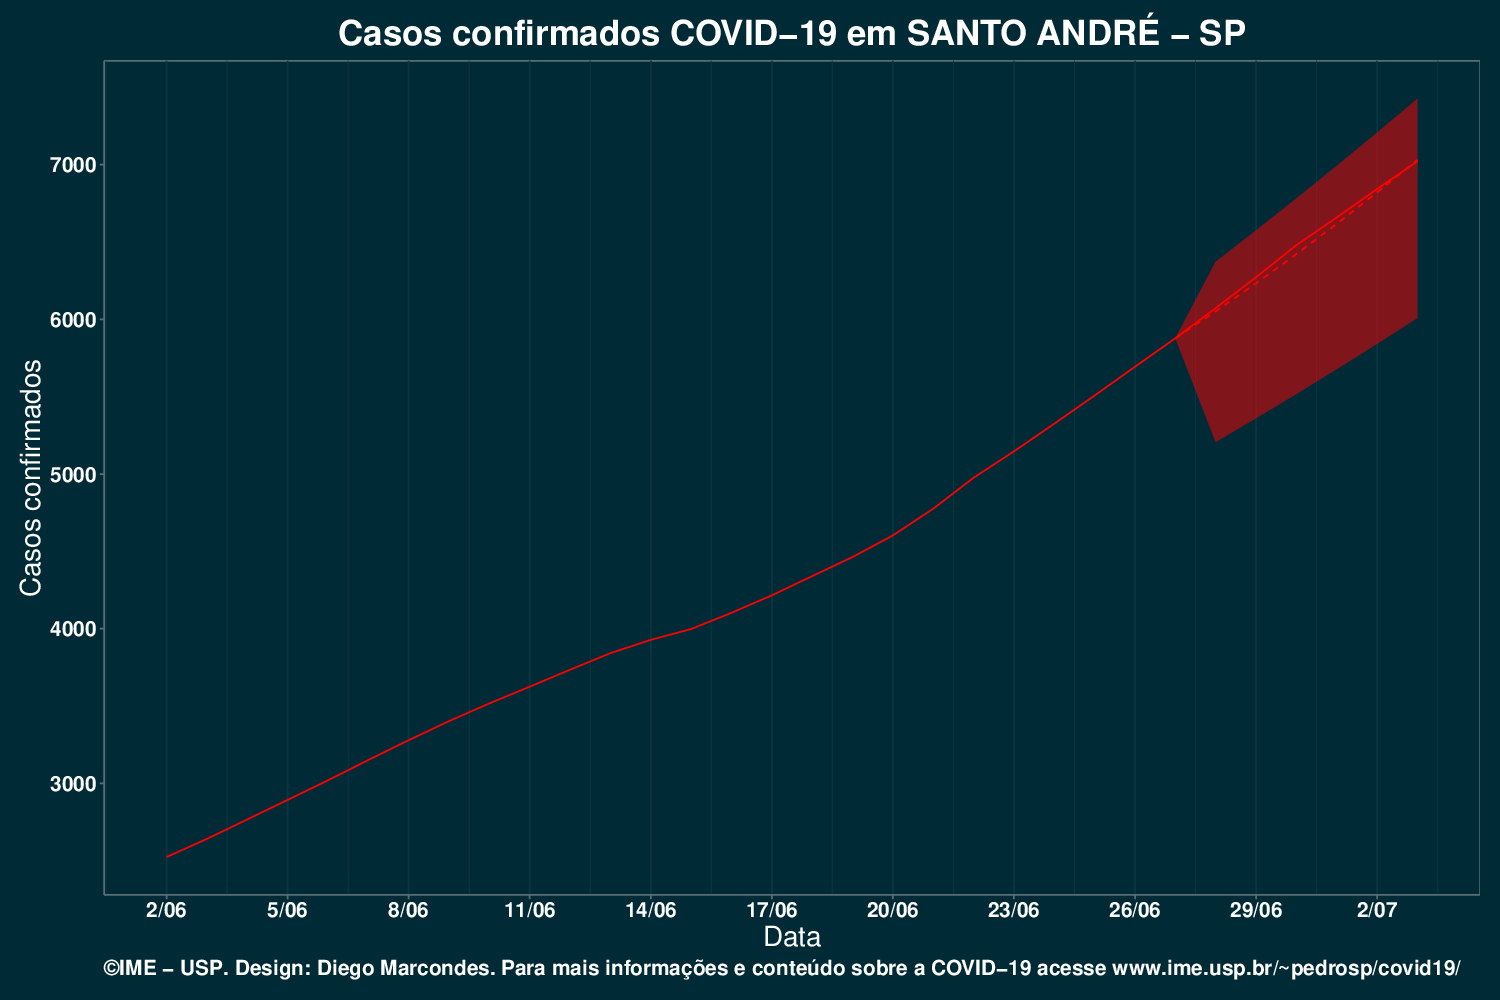 Casos confirmados COVID−19 em SANTO ANDRÉ − SP
Casos confirmados
7000
6000
5000
4000
3000
2/06 5/06 8/06 11/06 14/06 17/06 20/06 23/06 26/06 29/06 2/07
Data
©IME − USP. Design: Diego Marcondes. Para mais informações e conteúdo sobre a COVID−19 acesse www.ime.usp.br/~pedrosp/covid19/